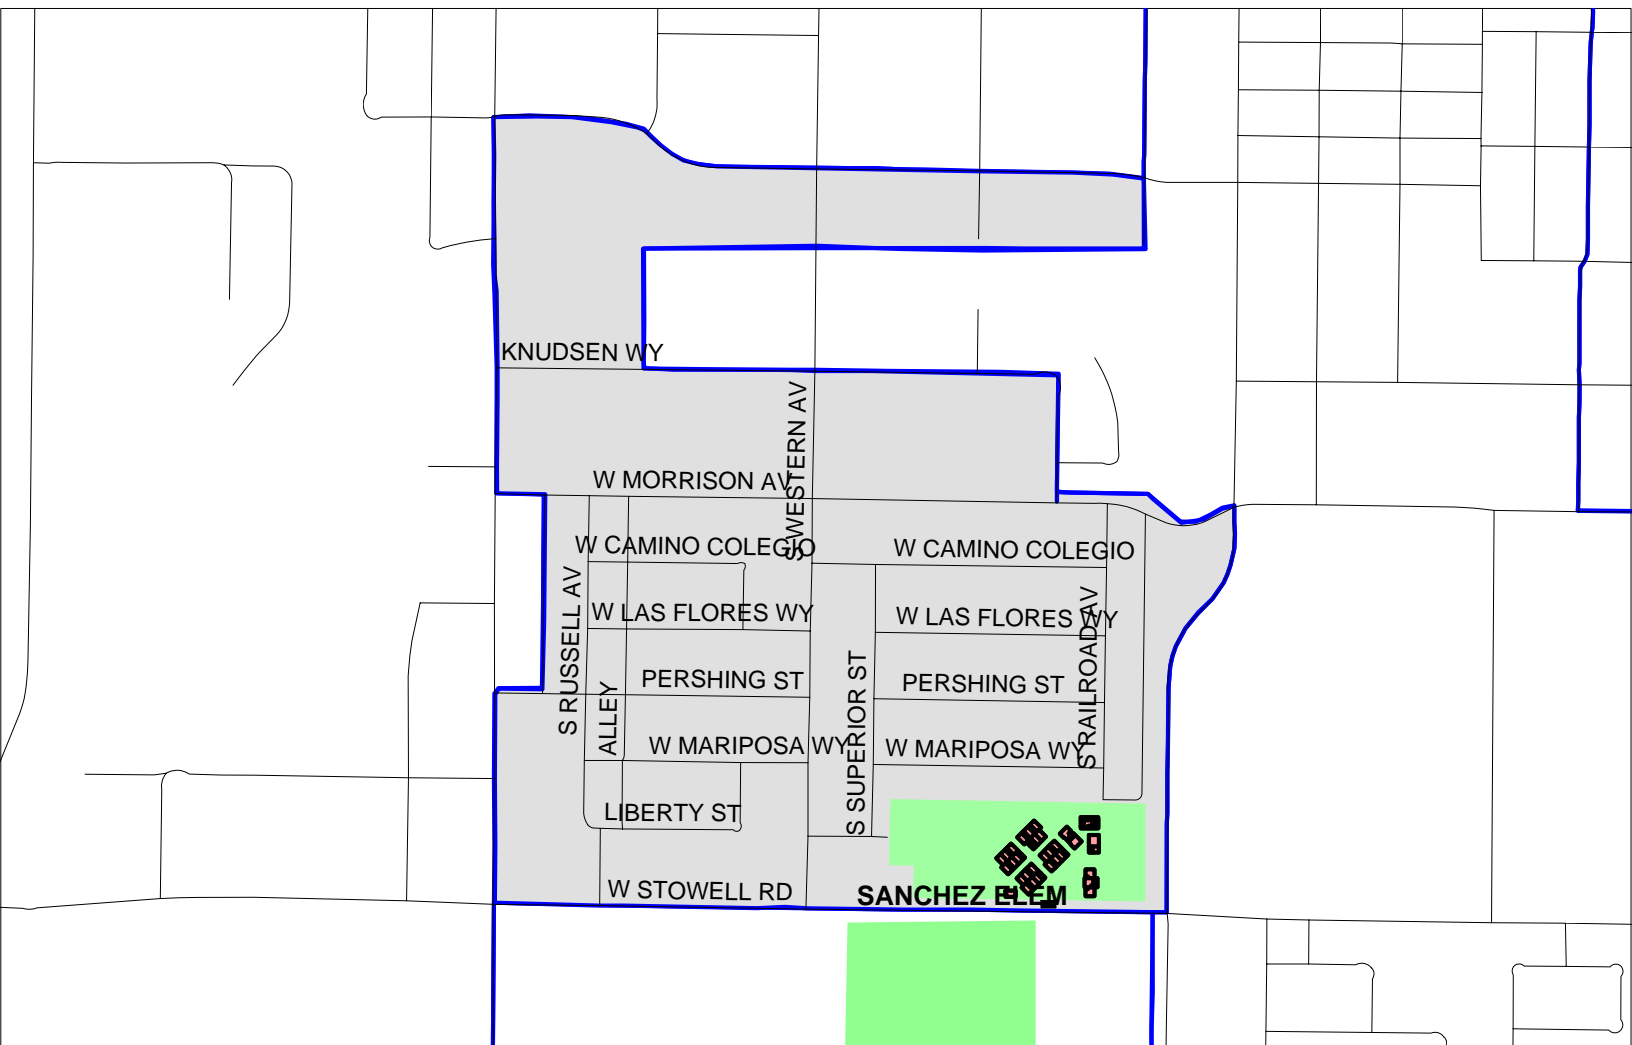 KNUDSEN WY
S WESTERN AV
W MORRISON AV
W CAMINO COLEGIO
W CAMINO COLEGIO
S RUSSELL AV
W LAS FLORES WY
W LAS FLORES WY
S RAILROAD AV
PERSHING ST
PERSHING ST
ALLEY
S SUPERIOR ST
W MARIPOSA WY
W MARIPOSA WY
LIBERTY ST
W STOWELL RD
SANCHEZ ELEM